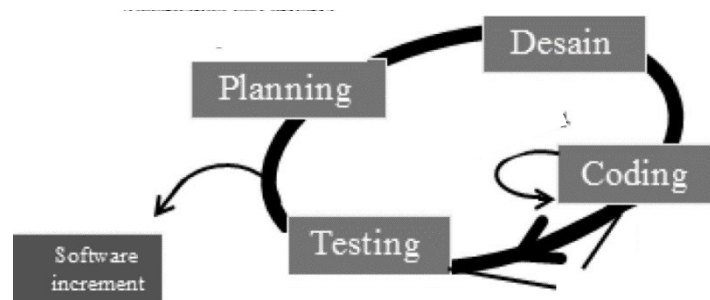 Desain
Planning
Coding
Testing
Software
increment